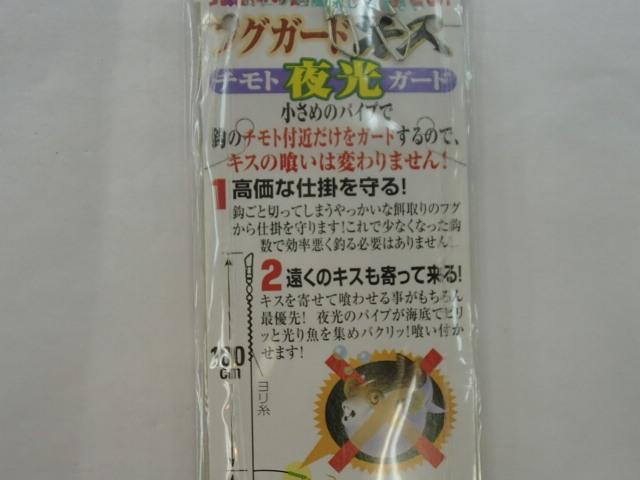 フグガードキス
チモト夜光ガード
小さめのパイプで
鈎のチモト付近だけをガードするので、
キスの喰いは変わりません!
1 高価な仕掛を守る!
鈎ごと切ってしまうやっかいな餌取りのフグ
から仕掛を守ります!これで少なくなった鈎
数で効率悪く釣る必要はありません。
2 遠くのキスも寄って来る!
キスを寄せて喰わせる事がもちろん
最優先! 夜光のパイプが海底でピリ
ッと光り魚を集めパクリッ!喰い付か
せます!
180
cm
ヨリ糸